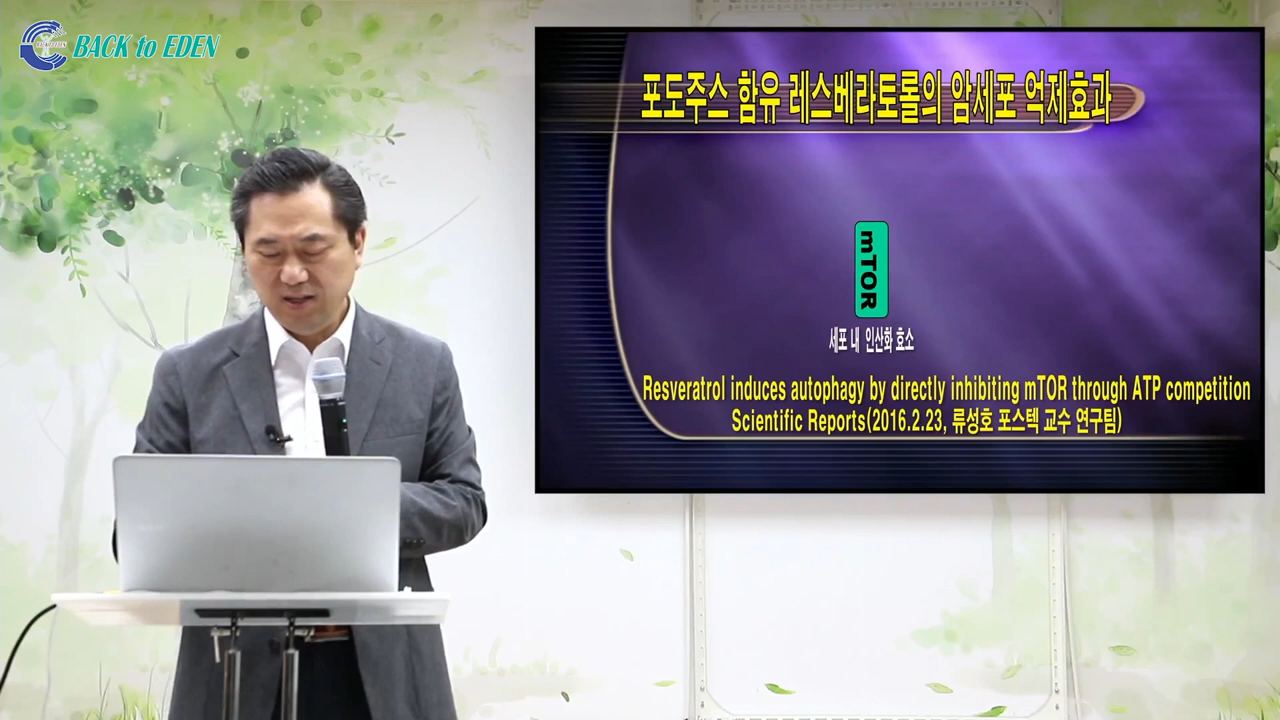 BACK to EDEN
포도주스 함유 레스베라토롤의 암세포 억제효과
mTOR
세포 내 인산화 효소
Resveratrol induces autophagy by directly inhibiting mTOR through ATP competition
Scientific Reports(2016.2.23, 류성호 포스텍 교수 연구팀)